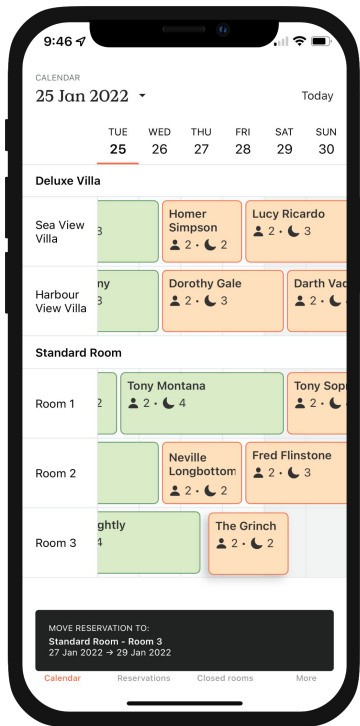 9:46
CALENDAR
25 Jan 2022
Today
TUE WED THU FRI SAT SUN
25 26 27 28 29 30
Deluxe Villa
Sea View Villa
3
Homer Simpson
2 • 2
Lucy Ricardo
2 • 3
Harbour View Villa
ny
3
Dorothy Gale
2 • 3
Darth Vad
2 •
Standard Room
Room 1
2
Tony Montana
2 • 4
Tony Sop
2 •
Room 2
Neville Longbottom
2 • 2
Fred Flinstone
2 • 3
Room 3
ghtly
4
The Grinch
2 • 2
MOVE RESERVATION TO:
Standard Room - Room 3
27 Jan 2022 → 29 Jan 2022
Calendar Reservations Closed rooms More